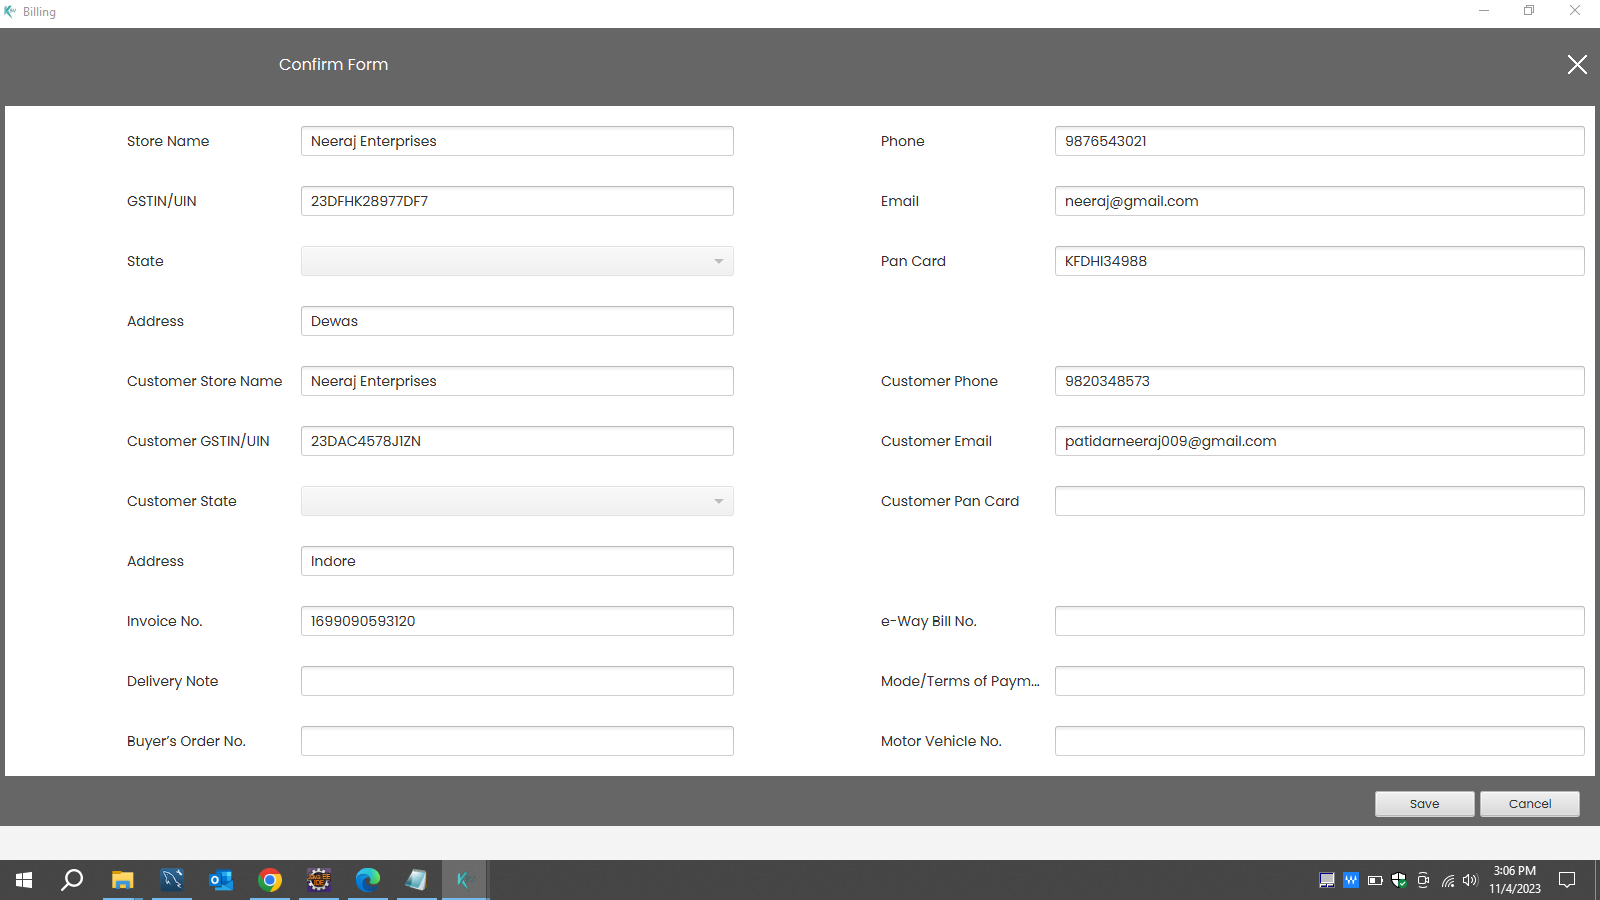 Billing
Confirm Form
Store Name Neeraj Enterprises Phone 9876543021
GSTIN/UIN 23DFHK28977DF7 Email neeraj@gmail.com
State Pan Card KFDHI34988
Address Dewas
Customer Store Name Neeraj Enterprises Customer Phone 9820348573
Customer GSTIN/UIN 23DAC4578J1ZN Customer Email patidarneeraj009@gmail.com
Customer State Customer Pan Card
Address Indore
Invoice No. 1699090593120 e-Way Bill No.
Delivery Note Mode/Terms of Paym...
Buyer's Order No. Motor Vehicle No.
Save Cancel
3:06 PM
11/4/2023